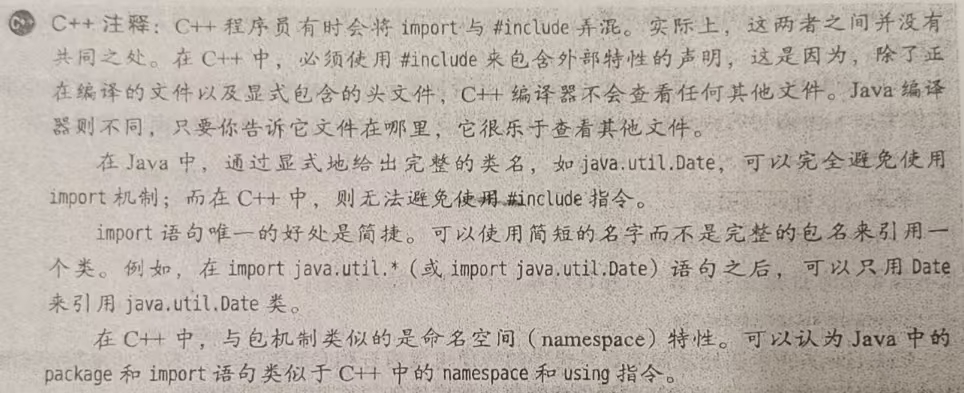 C++ C++ 注释：C++ 程序员有时会将 import 与 #include 弄混。实际上，这两者之间并没有
共同之处。在 C++ 中，必须使用 #include 来包含外部特性的声明，这是因为，除了正
在编译的文件以及显式包含的头文件，C++ 编译器不会查看任何其他文件。Java 编译
器则不同，只要你告诉它文件在哪里，它很乐于查看其他文件。
在 Java 中，通过显式地给出完整的类名，如 java.util.Date，可以完全避免使用
import 机制；而在 C++ 中，则无法避免使用 #include 指令。
import 语句唯一的好处是简捷。可以使用简短的名字而不是完整的包名来引用一
个类。例如，在 import java.util.*（或 import java.util.Date）语句之后，可以只用 Date
来引用 java.util.Date 类。
在 C++ 中，与包机制类似的是命名空间（namespace）特性。可以认为 Java 中的
package 和 import 语句类似于 C++ 中的 namespace 和 using 指令。